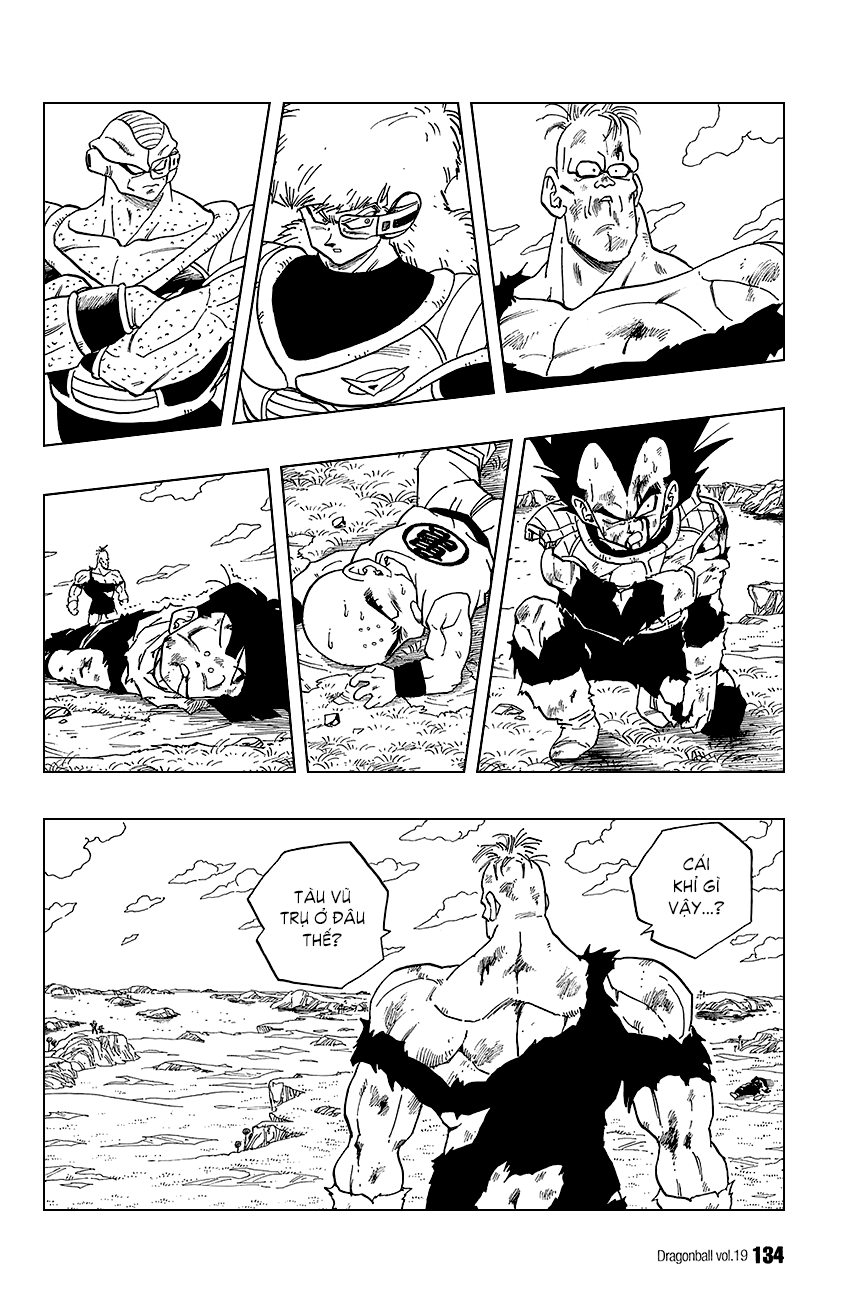 CÁI
KHỈ GÌ
VẬY...?
TÀU VŨ
TRỤ Ở ĐÂU
THẾ?
Dragonball vol.19 134